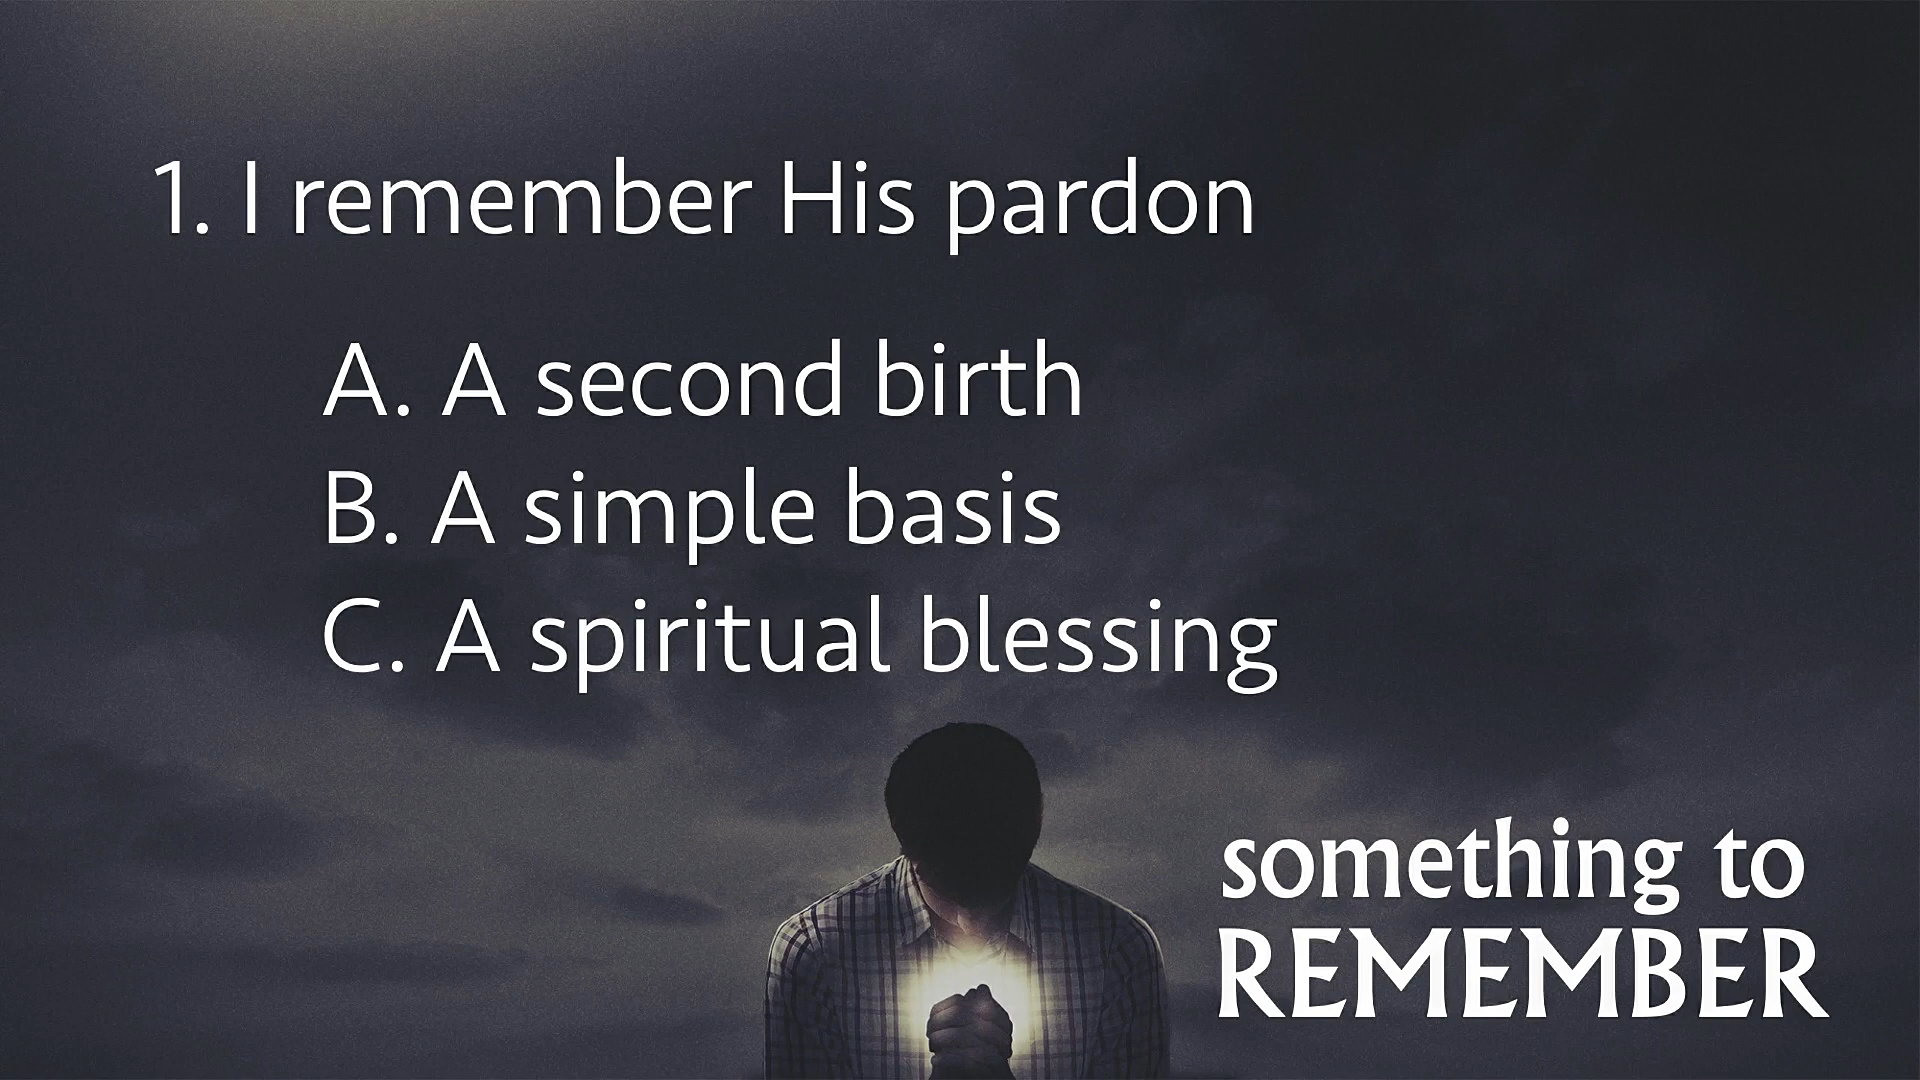 1. I remember His pardon
A. A second birth
B. A simple basis
C. A spiritual blessing
something to
REMEMBER